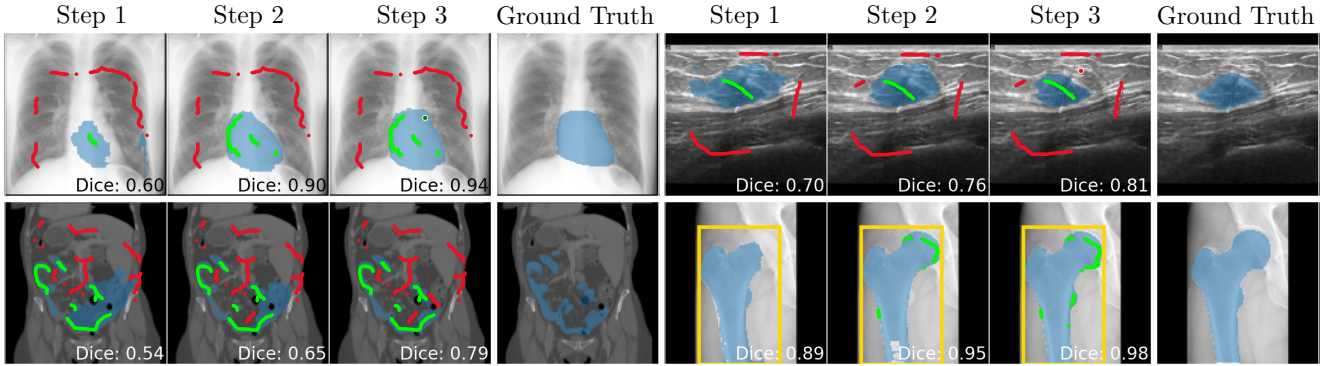 Step 1 Step 2 Step 3 Ground Truth Step 1 Step 2 Step 3 Ground Truth
Dice: 0.60 Dice: 0.90 Dice: 0.94 Dice: 0.70 Dice: 0.76 Dice: 0.81
Dice: 0.54 Dice: 0.65 Dice: 0.79 Dice: 0.89 Dice: 0.95 Dice: 0.98